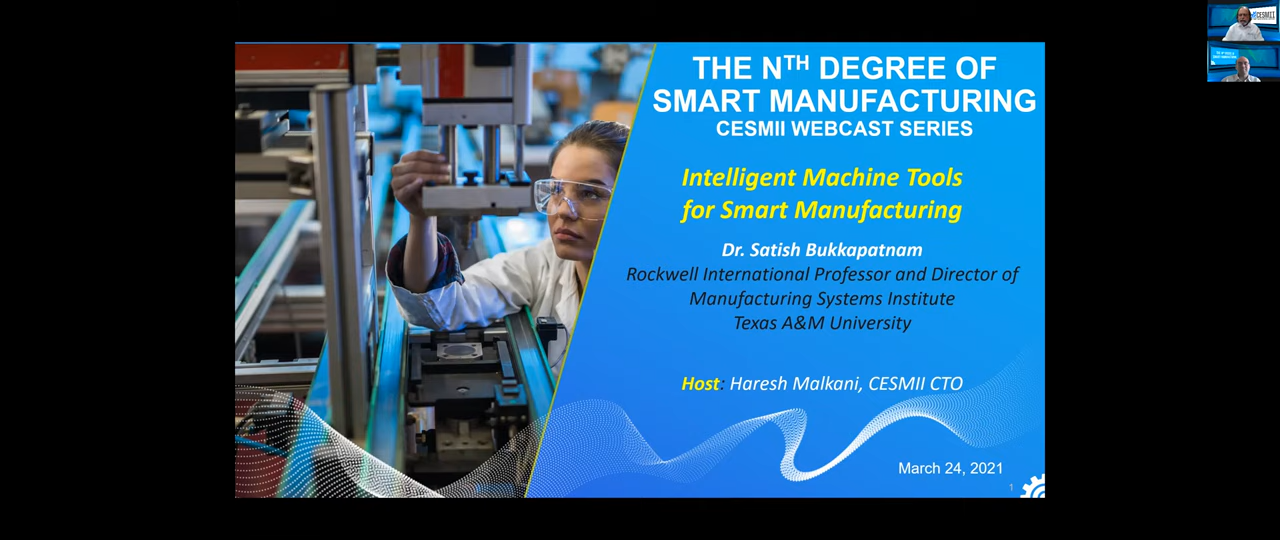 THE NTH DEGREE OF
SMART MANUFACTURING
CESMII WEBCAST SERIES
Intelligent Machine Tools
for Smart Manufacturing
Dr. Satish Bukkapatnam
Rockwell International Professor and Director of
Manufacturing Systems Institute
Texas A&M University
Host: Haresh Malkani, CESMII CTO
March 24, 2021
1
CESMII